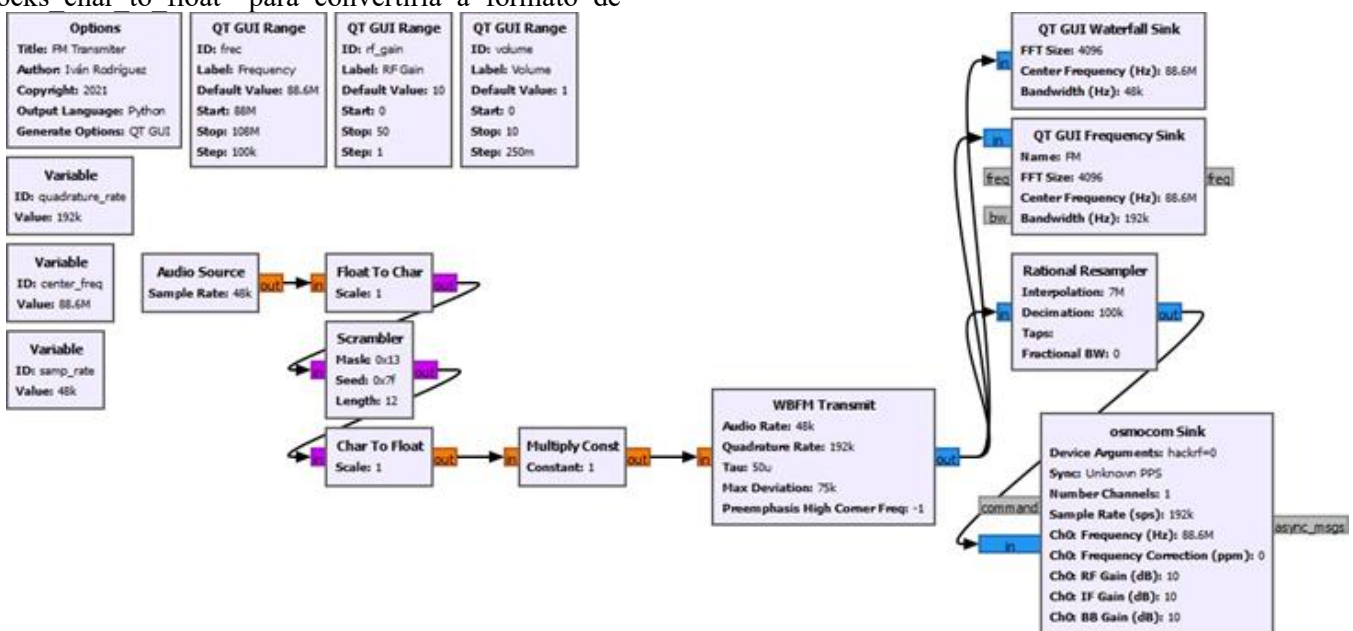 ocks_char_to_float" para convertirla a formato de
Options
Title: FM Transmiter
Author: Iván Rodríguez
Copyright: 2021
Output Language: Python
Generate Options: QT GUI
QT GUI Range
ID: frec
Label: Frequency
Default Value: 88.6M
Start: 88M
Stop: 108M
Step: 100k
QT GUI Range
ID: rf_gain
Label: RF Gain
Default Value: 10
Start: 0
Stop: 50
Step: 1
QT GUI Range
ID: volume
Label: Volume
Default Value: 1
Start: 0
Stop: 10
Step: 250m
Variable
ID: quadrature_rate
Value: 192k
Variable
ID: center_freq
Value: 88.6M
Variable
ID: samp_rate
Value: 48k
Audio Source
Sample Rate: 48k
out
in
Float To Char
Scale: 1
out
Scrambler
Mask: 0x13
Seed: 0x7f
Length: 12
in
out
Char To Float
Scale: 1
in
out
in
Multiply Const
Constant: 1
out
in
WBFM Transmit
Audio Rate: 48k
Quadrature Rate: 192k
Tau: 50u
Max Deviation: 75k
Preemphasis High Corner Freq: -1
out
QT GUI Waterfall Sink
FFT Size: 4096
Center Frequency (Hz): 88.6M
Bandwidth (Hz): 48k
in
QT GUI Frequency Sink
Name: FM
FFT Size: 4096
Center Frequency (Hz): 88.6M
Bandwidth (Hz): 192k
in
freq
bw
freq
Rational Resampler
Interpolation: 7M
Decimation: 100k
Taps:
Fractional BW: 0
in
out
osmocom Sink
Device Arguments: hackrf=0
Sync: Unknown PPS
Number Channels: 1
Sample Rate (sps): 192k
Ch0: Frequency (Hz): 88.6M
Ch0: Frequency Correction (ppm): 0
Ch0: RF Gain (dB): 10
Ch0: IF Gain (dB): 10
Ch0: BB Gain (dB): 10
command
in
async_msgs